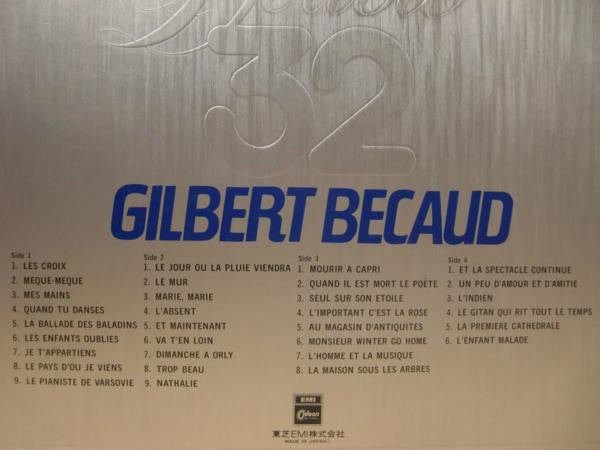 32
GILBERT BECAUD
Side 1
1. LES CROIX
2. MEQUE-MEQUE
3. MES MAINS
4. QUAND TU DANSES
5. LA BALLADE DES BALADINS
6. LES ENFANTS OUBLIES
7. JE T'APPARTIENS
8. LE PAYS D'OU JE VIENS
9. LE PIANISTE DE VARSOVIE
Side 2
1. LE JOUR OU LA PLUIE VIENDRA
2. LE MUR
3. MARIE, MARIE
4. L'ABSENT
5. ET MAINTENANT
6. VA T'EN LOIN
7. DIMANCHE A ORLY
8. TROP BEAU
9. NATHALIE
Side 3
1. MOURIR A CAPRI
2. QUAND IL EST MORT LE POÈTE
3. SEUL SUR SON ETOILE
4. L'IMPORTANT C'EST LA ROSE
5. AU MAGASIN D'ANTIQUITES
6. MONSIEUR WINTER GO HOME
7. L'HOMME ET LA MUSIQUE
8. LA MAISON SOUS LES ARBRES
Side 4
1. ET LA SPECTACLE CONTINUE
2. UN PEU D'AMOUR ET D'AMITIE
3. L'INDIEN
4. LE GITAN QUI RIT TOUT LE TEMPS
5. LA PREMIERE CATHEDRALE
6. L'ENFANT MALADE
EMI
Odeon
東芝EMI株式会社
MADE IN JAPAN